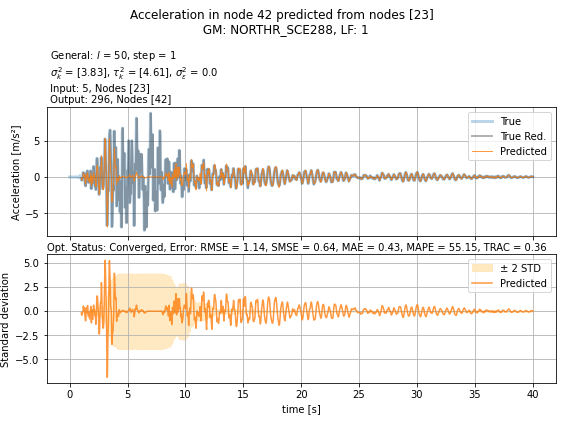 Acceleration in node 42 predicted from nodes [23]
GM: NORTHR_SCE288, LF: 1
General: l = 50, step = 1
σ²ₖ = [3.83], τ²ₖ = [4.61], σ²ε = 0.0
Input: 5, Nodes [23]
Output: 296, Nodes [42]
Acceleration [m/s²]
5
0
−5
True
True Red.
Predicted
Opt. Status: Converged, Error: RMSE = 1.14, SMSE = 0.64, MAE = 0.43, MAPE = 55.15, TRAC = 0.36
Standard deviation
5.0
2.5
0.0
−2.5
−5.0
± 2 STD
Predicted
0 5 10 15 20 25 30 35 40
time [s]